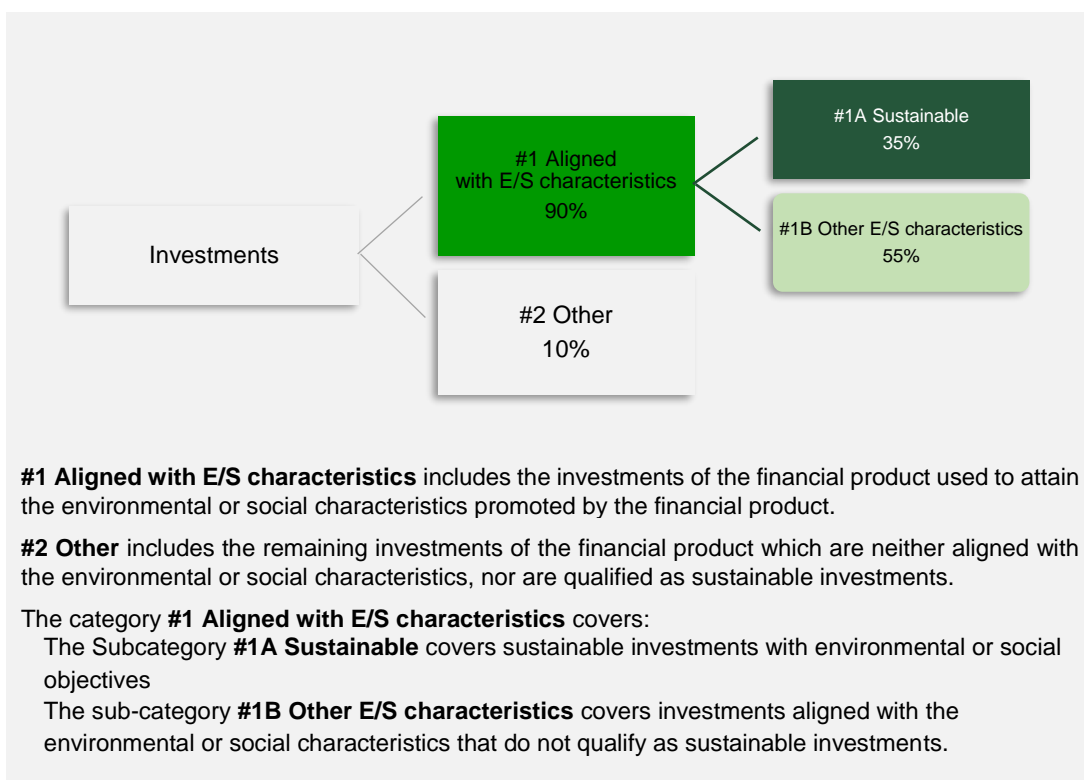 #1A Sustainable
35%
#1 Aligned
with E/S characteristics
90%
#1B Other E/S characteristics
55%
Investments
#2 Other
10%
#1 Aligned with E/S characteristics includes the investments of the financial product used to attain
the environmental or social characteristics promoted by the financial product.
#2 Other includes the remaining investments of the financial product which are neither aligned with
the environmental or social characteristics, nor are qualified as sustainable investments.
The category #1 Aligned with E/S characteristics covers:
The Subcategory #1A Sustainable covers sustainable investments with environmental or social
objectives
The sub-category #1B Other E/S characteristics covers investments aligned with the
environmental or social characteristics that do not qualify as sustainable investments.